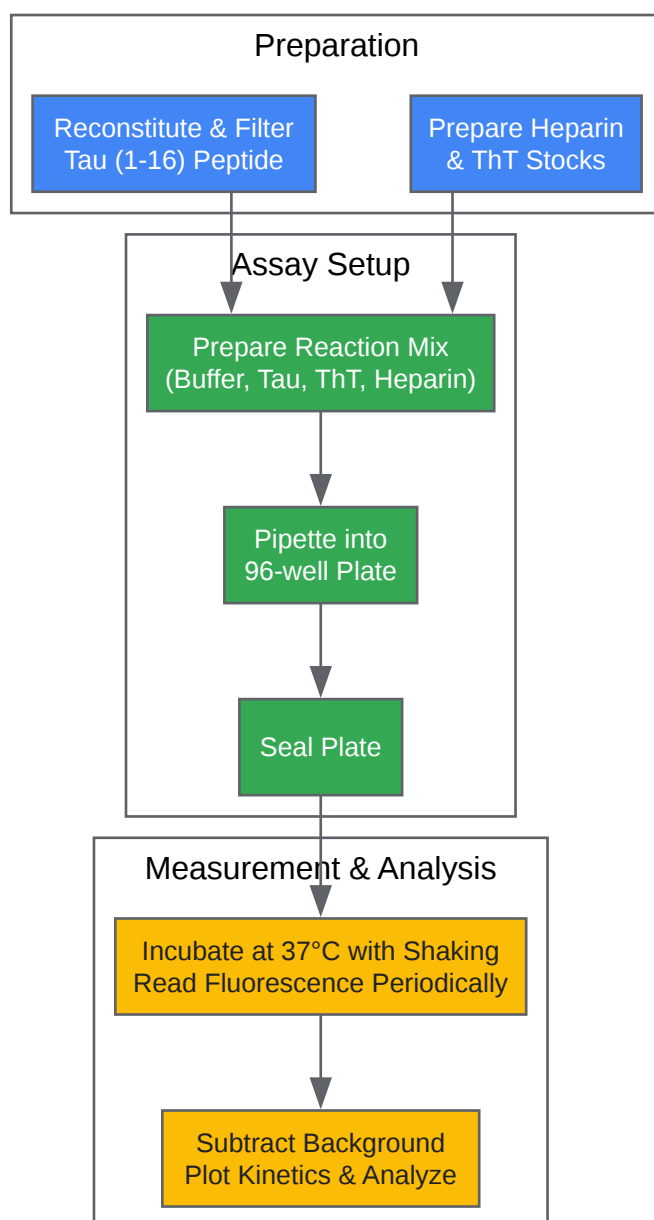 Preparation
Reconstitute & Filter
Tau (1-16) Peptide
Prepare Heparin
& ThT Stocks
Assay Setup
Prepare Reaction Mix
(Buffer, Tau, ThT, Heparin)
Pipette into
96-well Plate
Seal Plate
Measurement & Analysis
Incubate at 37°C with Shaking
Read Fluorescence Periodically
Subtract Background
Plot Kinetics & Analyze